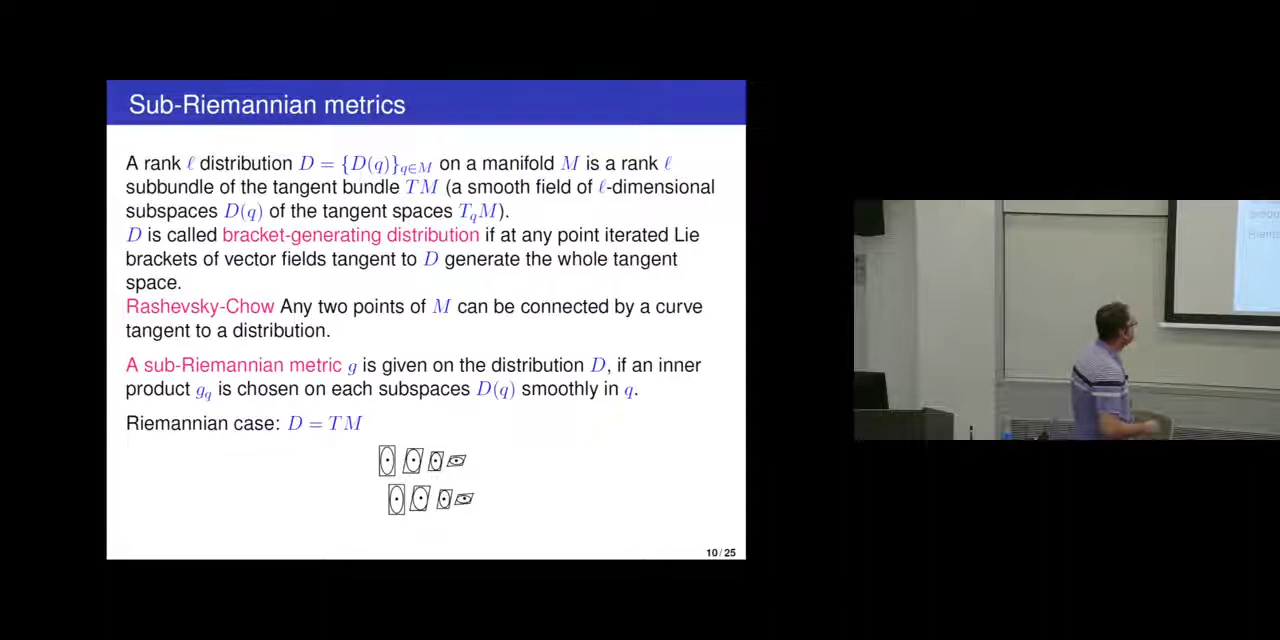 Sub-Riemannian metrics
A rank ℓ distribution D = {D(q)}_{q∈M} on a manifold M is a rank ℓ
subbundle of the tangent bundle TM (a smooth field of ℓ-dimensional
subspaces D(q) of the tangent spaces T_qM).
D is called bracket-generating distribution if at any point iterated Lie
brackets of vector fields tangent to D generate the whole tangent
space.
Rashevsky-Chow Any two points of M can be connected by a curve
tangent to a distribution.
A sub-Riemannian metric g is given on the distribution D, if an inner
product g_q is chosen on each subspaces D(q) smoothly in q.
Riemannian case: D = TM
10 / 25